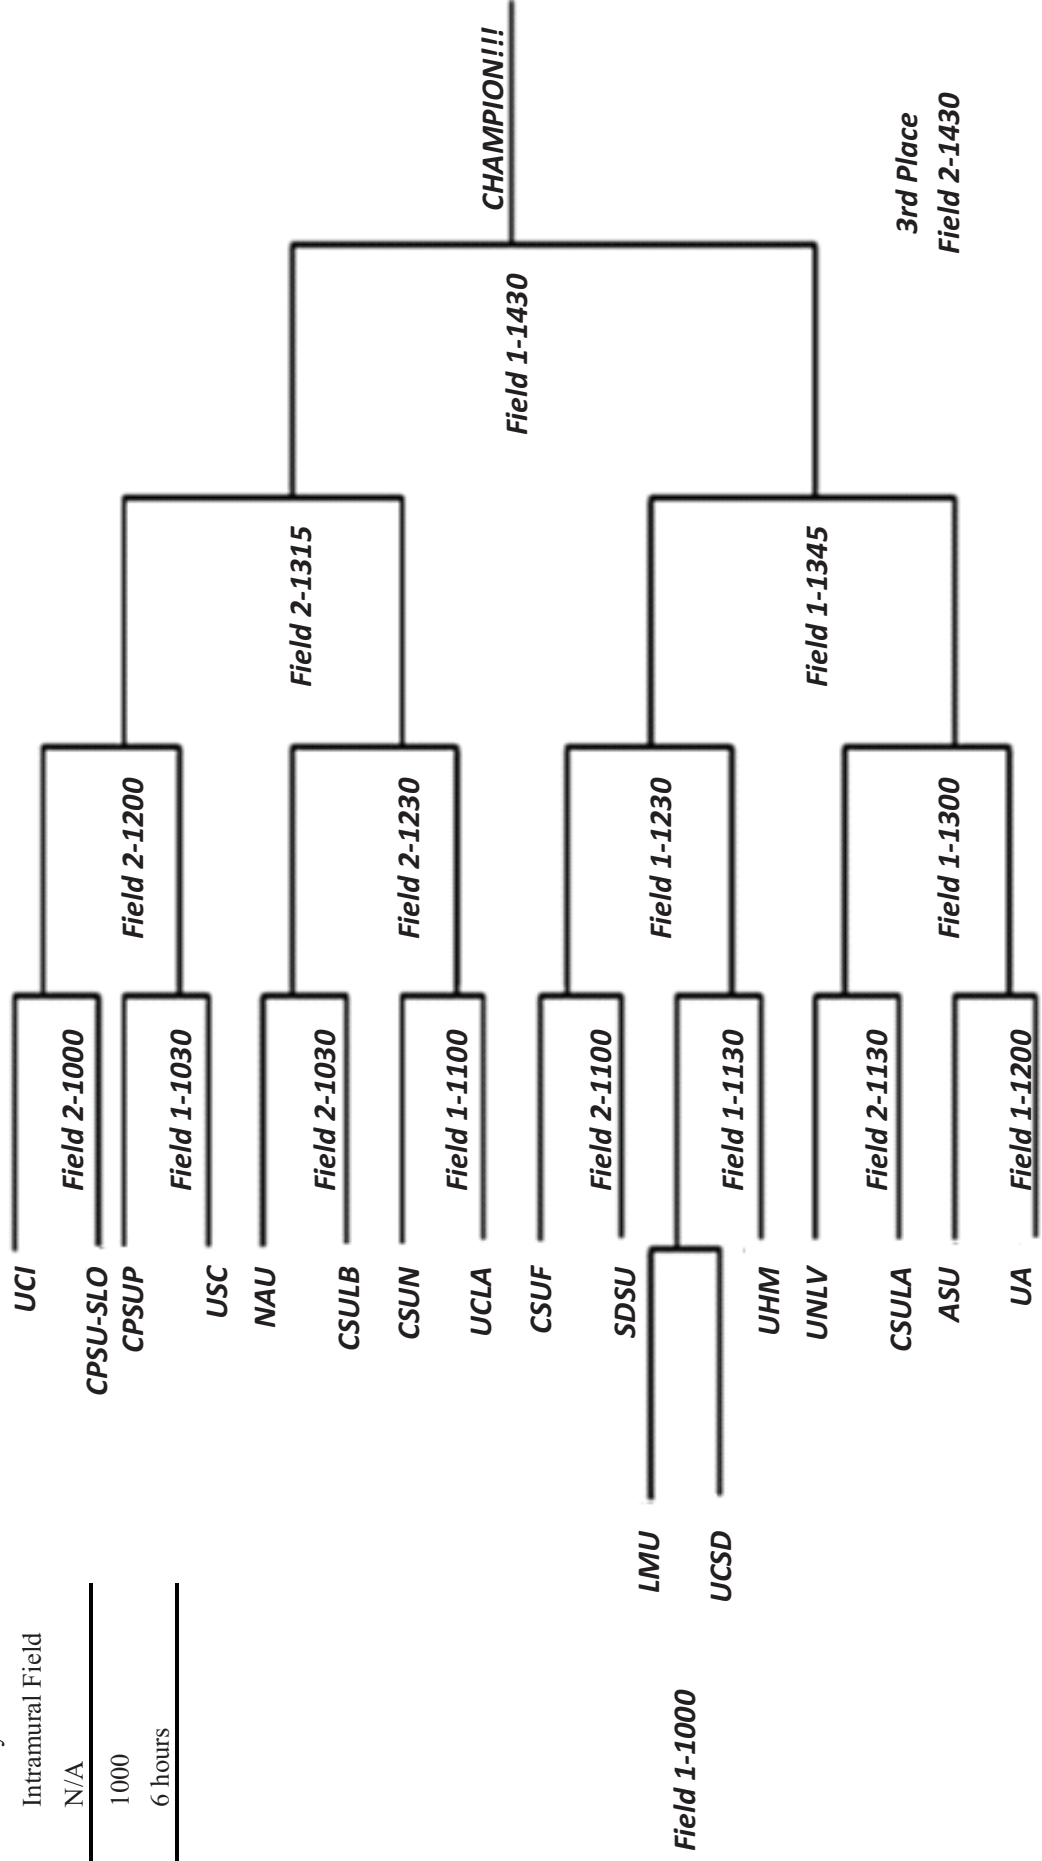 Intramural Field
N/A
1000
6 hours
Field 1-1000
LMU
UCSD
UCI
CPSU-SLO
CPSUP
USC
NAU
CSULB
CSUN
UCLA
CSUF
SDSU
UHM
UNLV
CSULA
ASU
UA
Field 2-1000
Field 1-1030
Field 2-1030
Field 1-1100
Field 2-1100
Field 1-1130
Field 2-1130
Field 1-1200
Field 2-1200
Field 2-1230
Field 1-1230
Field 1-1300
Field 2-1315
Field 1-1345
Field 1-1430
CHAMPION!!!
3rd Place
Field 2-1430